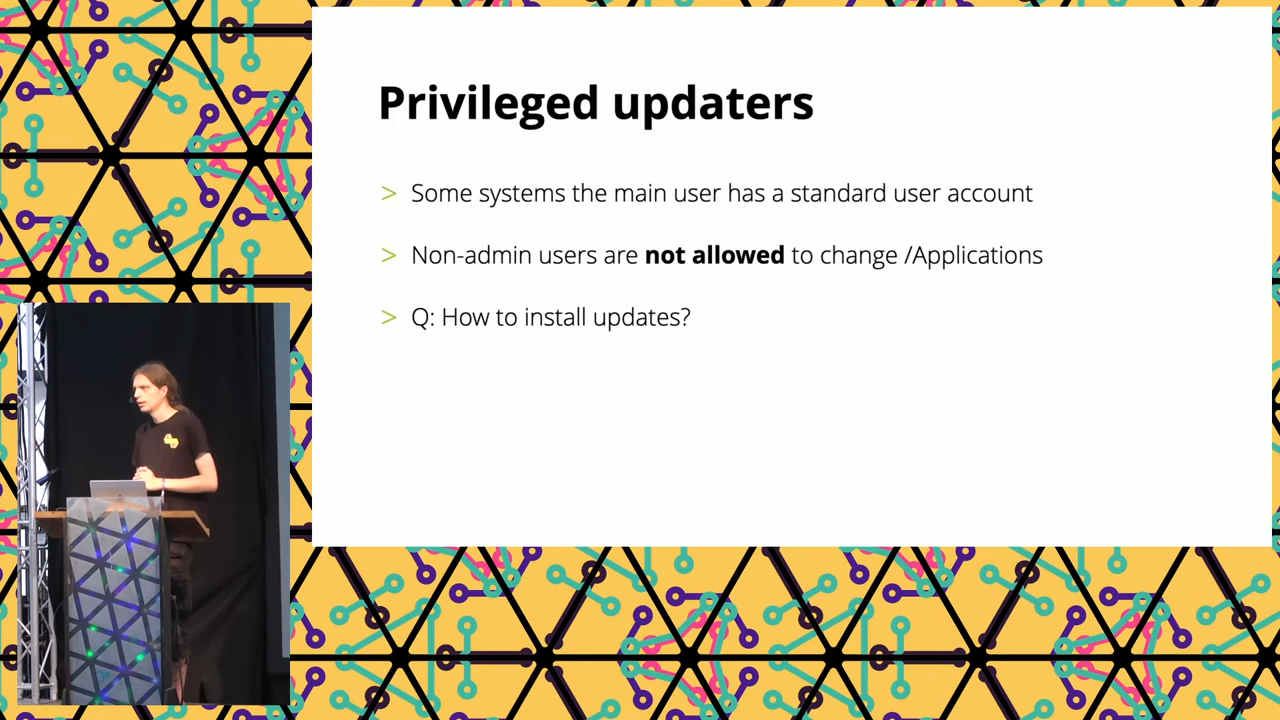 Privileged updaters
> Some systems the main user has a standard user account
> Non-admin users are not allowed to change /Applications
> Q: How to install updates?